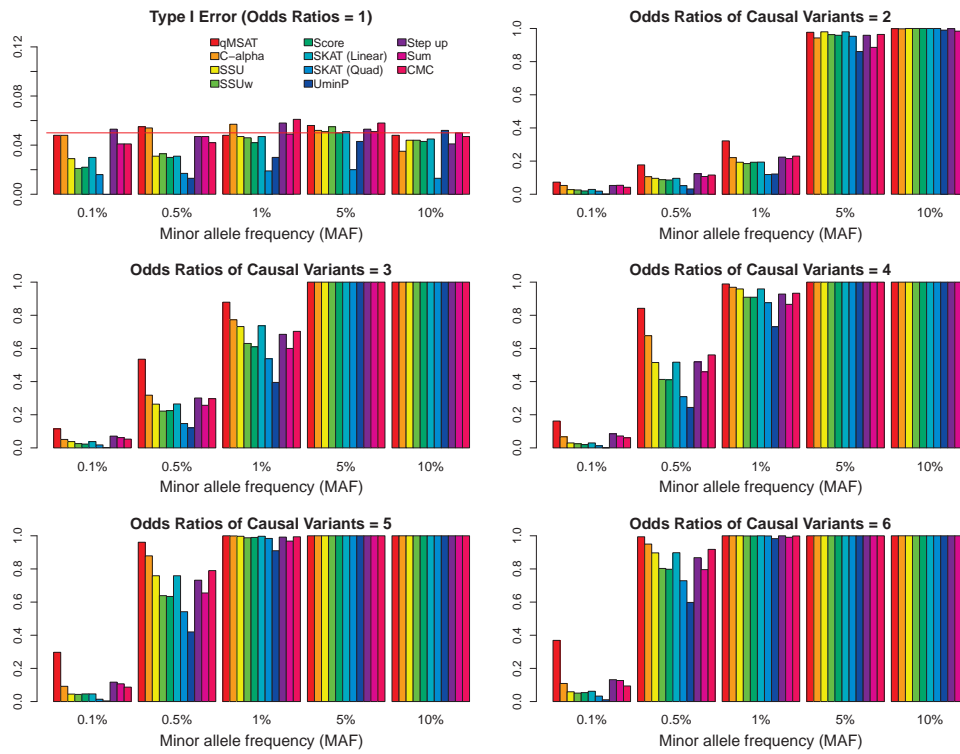 Type I Error (Odds Ratios = 1)
0.00 0.04 0.08 0.12
qMSAT Score Step up
C-alpha SKAT (Linear) Sum
SSU SKAT (Quad) CMC
SSUw UminP
0.1% 0.5% 1% 5% 10%
Minor allele frequency (MAF)
Odds Ratios of Causal Variants = 2
0.0 0.2 0.4 0.6 0.8 1.0
0.1% 0.5% 1% 5% 10%
Minor allele frequency (MAF)
Odds Ratios of Causal Variants = 3
0.0 0.2 0.4 0.6 0.8 1.0
0.1% 0.5% 1% 5% 10%
Minor allele frequency (MAF)
Odds Ratios of Causal Variants = 4
0.0 0.2 0.4 0.6 0.8 1.0
0.1% 0.5% 1% 5% 10%
Minor allele frequency (MAF)
Odds Ratios of Causal Variants = 5
0.0 0.2 0.4 0.6 0.8 1.0
0.1% 0.5% 1% 5% 10%
Minor allele frequency (MAF)
Odds Ratios of Causal Variants = 6
0.0 0.2 0.4 0.6 0.8 1.0
0.1% 0.5% 1% 5% 10%
Minor allele frequency (MAF)